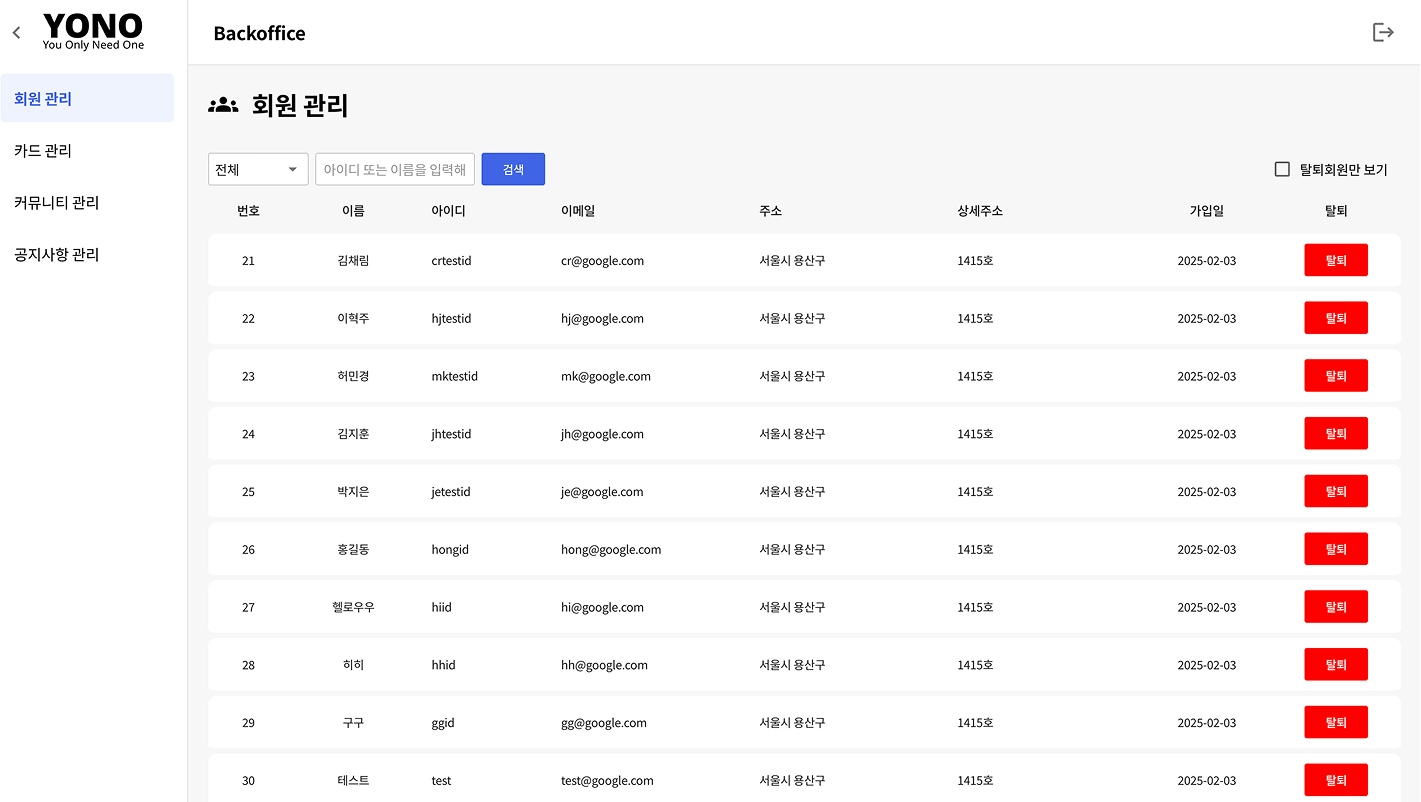 YONO
You Only Need One
Backoffice
회원 관리
카드 관리
커뮤니티 관리
공지사항 관리
회원 관리
전체 아이디 또는 이름을 입력해 검색 탈퇴회원만 보기
번호 이름 아이디 이메일 주소 상세주소 가입일 탈퇴
21 김채림 crtestid cr@google.com 서울시 용산구 1415호 2025-02-03 탈퇴
22 이혁주 hjtestid hj@google.com 서울시 용산구 1415호 2025-02-03 탈퇴
23 허민경 mktestid mk@google.com 서울시 용산구 1415호 2025-02-03 탈퇴
24 김지훈 jhtestid jh@google.com 서울시 용산구 1415호 2025-02-03 탈퇴
25 박지은 jetestid je@google.com 서울시 용산구 1415호 2025-02-03 탈퇴
26 홍길동 hongid hong@google.com 서울시 용산구 1415호 2025-02-03 탈퇴
27 헬로우우 hiid hi@google.com 서울시 용산구 1415호 2025-02-03 탈퇴
28 히히 hhid hh@google.com 서울시 용산구 1415호 2025-02-03 탈퇴
29 구구 ggid gg@google.com 서울시 용산구 1415호 2025-02-03 탈퇴
30 테스트 test test@google.com 서울시 용산구 1415호 2025-02-03 탈퇴